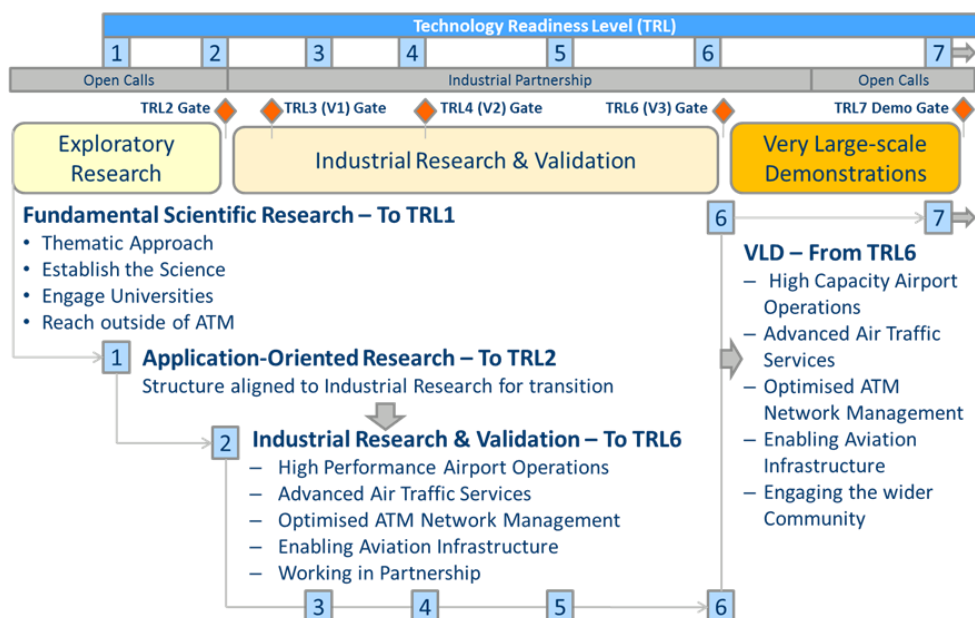 Technology Readiness Level (TRL)
1 2 3 4 5 6 7
Open Calls Industrial Partnership Open Calls
TRL2 Gate TRL3 (V1) Gate TRL4 (V2) Gate TRL6 (V3) Gate TRL7 Demo Gate
Exploratory
Research
Industrial Research & Validation
Very Large-scale
Demonstrations
Fundamental Scientific Research – To TRL1
• Thematic Approach
• Establish the Science
• Engage Universities
• Reach outside of ATM
1
Application-Oriented Research – To TRL2
Structure aligned to Industrial Research for transition
2
Industrial Research & Validation – To TRL6
– High Performance Airport Operations
– Advanced Air Traffic Services
– Optimised ATM Network Management
– Enabling Aviation Infrastructure
– Working in Partnership
3 4 5 6
6 7
VLD – From TRL6
– High Capacity Airport
Operations
– Advanced Air Traffic
Services
– Optimised ATM
Network Management
– Enabling Aviation
Infrastructure
– Engaging the wider
Community